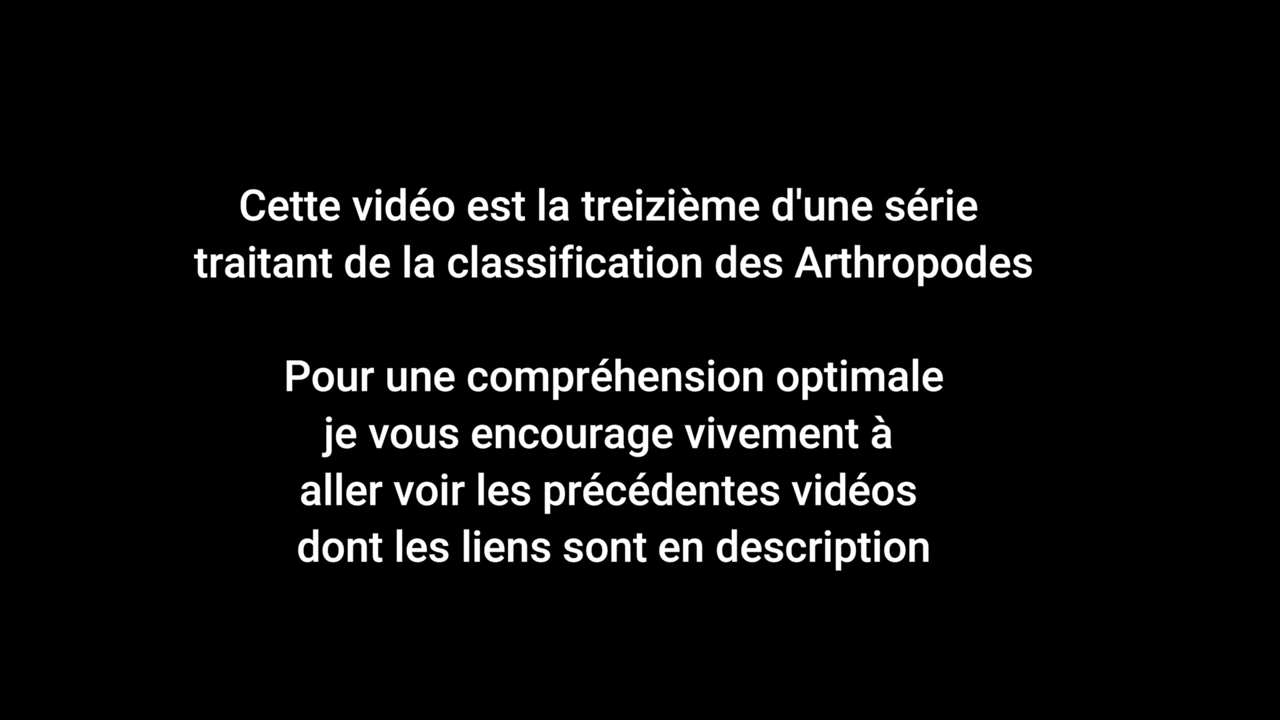 Cette vidéo est la treizième d'une série
traitant de la classification des Arthropodes
Pour une compréhension optimale
je vous encourage vivement à
aller voir les précédentes vidéos
dont les liens sont en description